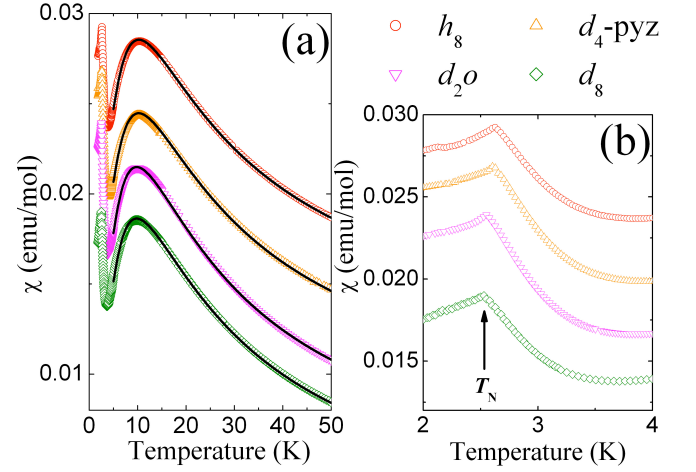 (a)
χ (emu/mol)
0.03
0.02
0.01
0 10 20 30 40 50
Temperature (K)
h8 d4-pyz
d2o d8
(b)
χ (emu/mol)
0.030
0.025
0.020
0.015
TN
2 3 4
Temperature (K)